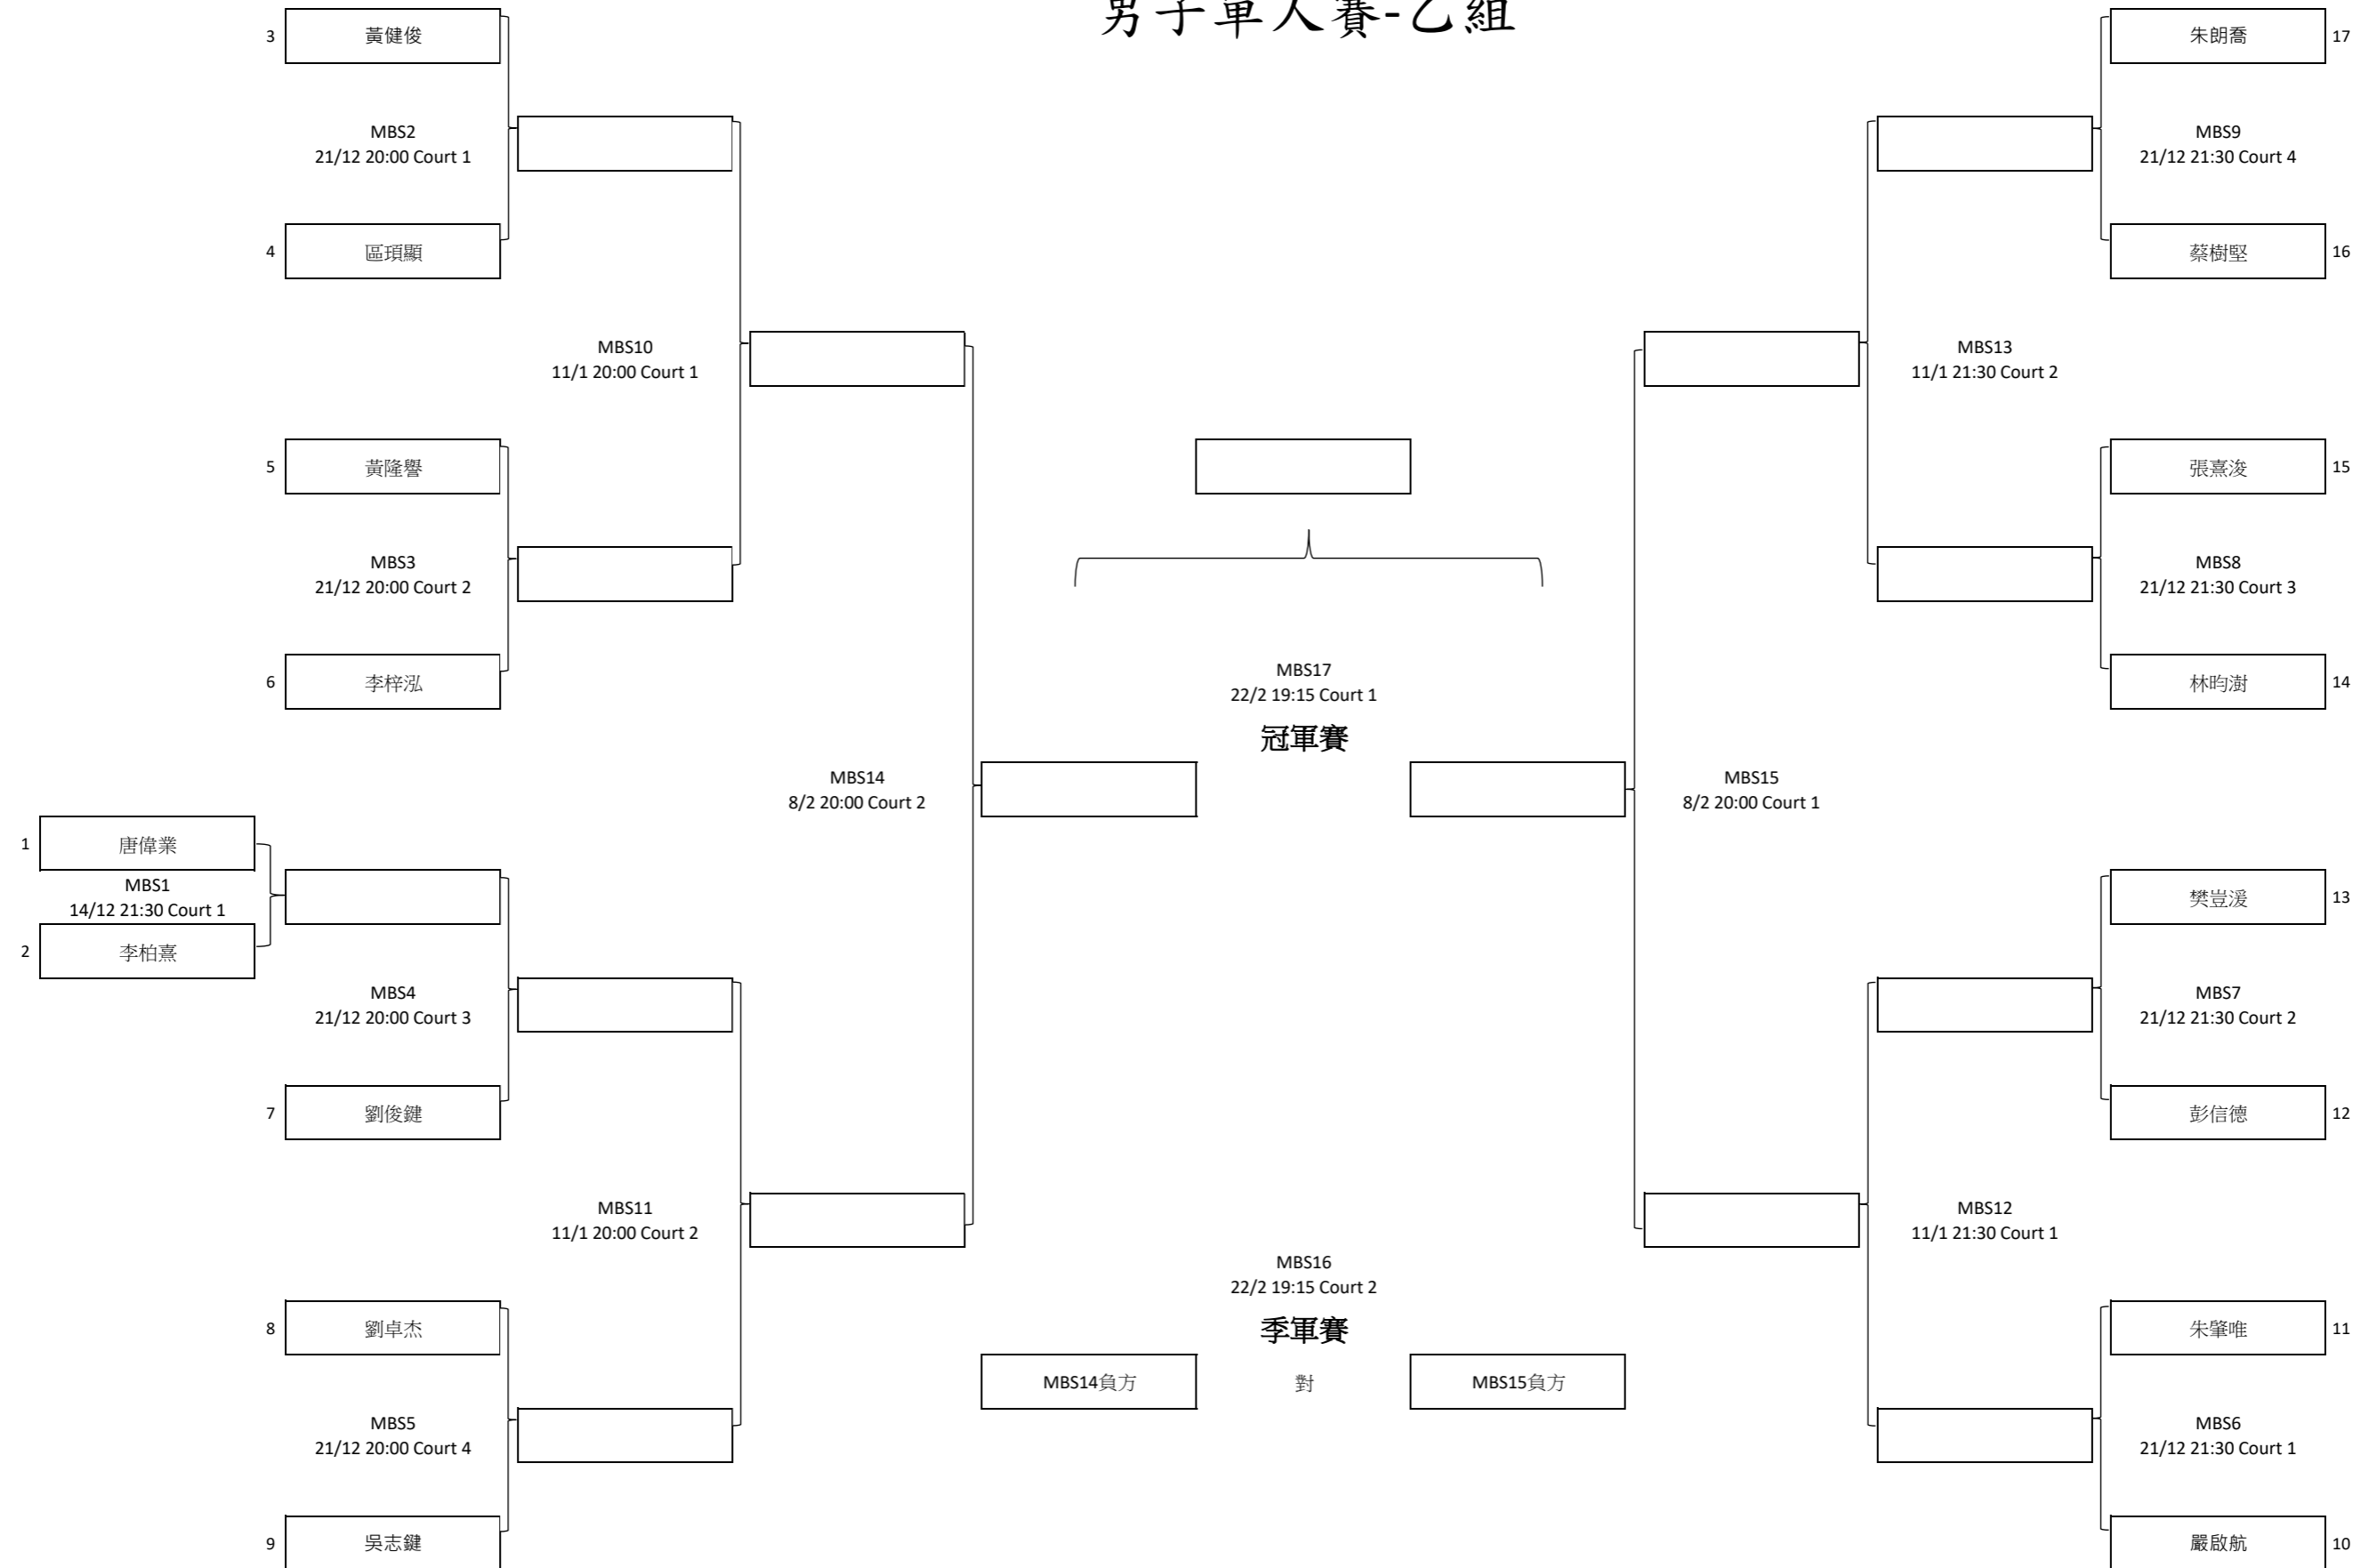 男子單人賽-乙組
3 黃健俊
MBS2
21/12 20:00 Court 1
4 區頊顯
MBS10
11/1 20:00 Court 1
5 黃隆譽
MBS3
21/12 20:00 Court 2
6 李梓泓
MBS14
8/2 20:00 Court 2
1 唐偉業
MBS1
14/12 21:30 Court 1
2 李柏熹
MBS4
21/12 20:00 Court 3
7 劉俊鍵
MBS11
11/1 20:00 Court 2
8 劉卓杰
MBS5
21/12 20:00 Court 4
9 吳志鍵
MBS17
22/2 19:15 Court 1
冠軍賽
MBS16
22/2 19:15 Court 2
季軍賽
MBS14負方 對 MBS15負方
朱朗喬 17
MBS9
21/12 21:30 Court 4
蔡樹堅 16
MBS13
11/1 21:30 Court 2
張熹浚 15
MBS8
21/12 21:30 Court 3
林昀澍 14
MBS15
8/2 20:00 Court 1
樊豈湲 13
MBS7
21/12 21:30 Court 2
彭信德 12
MBS12
11/1 21:30 Court 1
朱肇唯 11
MBS6
21/12 21:30 Court 1
嚴啟航 10